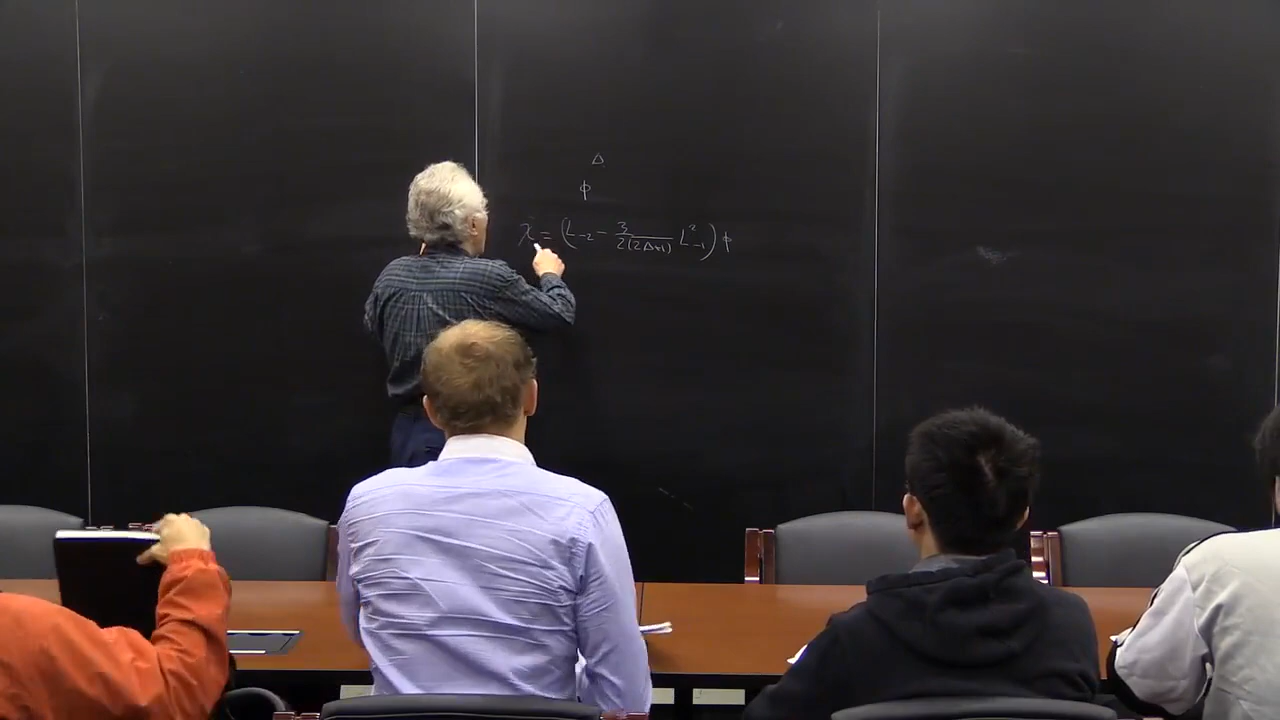 Δ
φ
χ = (L₋₂ − 3/(2(2Δ+1)) L²₋₁) φ